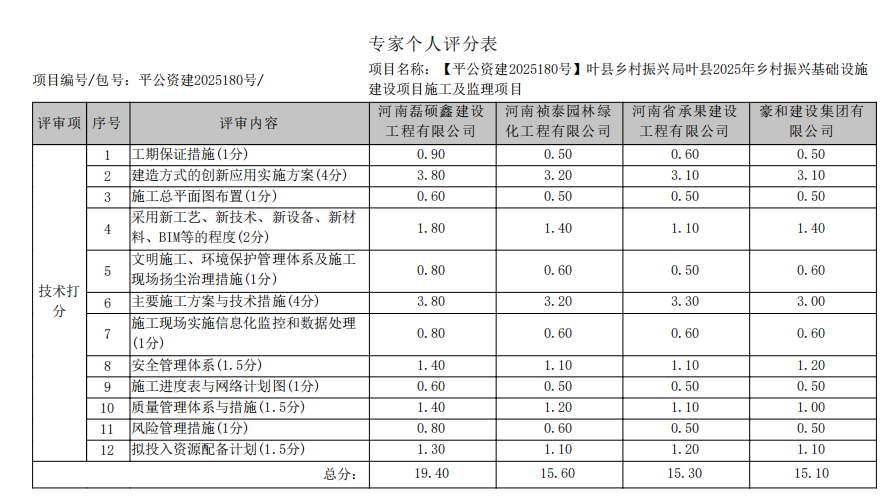 专家个人评分表
项目编号/包号: 平公资建2025180号/
项目名称: 【平公资建2025180号】叶县乡村振兴局叶县2025年乡村振兴基础设施
建设项目施工及监理项目
评审项 序号 评审内容 河南磊硕鑫建设 河南祯泰园林绿 河南省承果建设 豪和建设集团有
工程有限公司 化工程有限公司 工程有限公司 限公司
1 工期保证措施(1分) 0.90 0.50 0.60 0.50
2 建造方式的创新应用实施方案(4分) 3.80 3.20 3.10 3.10
3 施工总平面图布置(1分) 0.60 0.50 0.50 0.50
4 采用新工艺、新技术、新设备、新材 1.80 1.40 1.10 1.40
料、BIM等的程度(2分)
5 文明施工、环境保护管理体系及施工 0.80 0.60 0.50 0.60
现场扬尘治理措施(1分)
技术打
分
6 主要施工方案与技术措施(4分) 3.80 3.20 3.30 3.00
7 施工现场实施信息化监控和数据处理 0.80 0.60 0.60 0.60
(1分)
8 安全管理体系(1.5分) 1.40 1.10 1.10 1.20
9 施工进度表与网络计划图(1分) 0.60 0.50 0.50 0.50
10 质量管理体系与措施(1.5分) 1.40 1.20 1.10 1.00
11 风险管理措施(1分) 0.80 0.60 0.50 0.50
12 拟投入资源配备计划(1.5分) 1.30 1.10 1.20 1.10
总分: 19.40 15.60 15.30 15.10